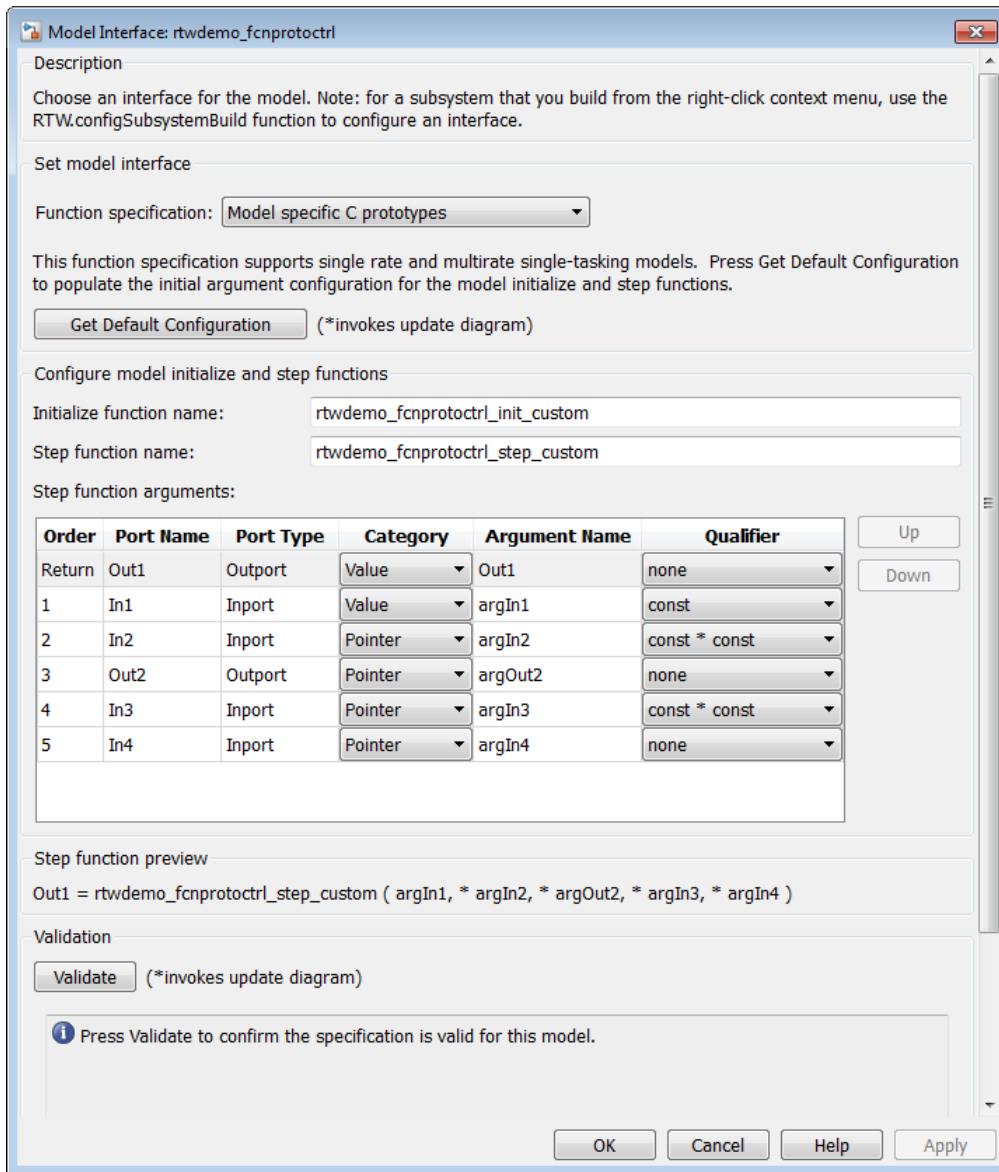 Model Interface: rtwdemo_fcnprotoctrl
Description
Choose an interface for the model. Note: for a subsystem that you build from the right-click context menu, use the
RTW.configSubsystemBuild function to configure an interface.
Set model interface
Function specification: Model specific C prototypes
This function specification supports single rate and multirate single-tasking models. Press Get Default Configuration
to populate the initial argument configuration for the model initialize and step functions.
Get Default Configuration (*invokes update diagram)
Configure model initialize and step functions
Initialize function name: rtwdemo_fcnprotoctrl_init_custom
Step function name: rtwdemo_fcnprotoctrl_step_custom
Step function arguments:
Order Port Name Port Type Category Argument Name Qualifier Up
Return Out1 Outport Value Out1 none Down
1 In1 Inport Value argIn1 const
2 In2 Inport Pointer argIn2 const * const
3 Out2 Outport Pointer argOut2 none
4 In3 Inport Pointer argIn3 const * const
5 In4 Inport Pointer argIn4 none
Step function preview
Out1 = rtwdemo_fcnprotoctrl_step_custom ( argIn1, * argIn2, * argOut2, * argIn3, * argIn4 )
Validation
Validate (*invokes update diagram)
Press Validate to confirm the specification is valid for this model.
OK Cancel Help Apply